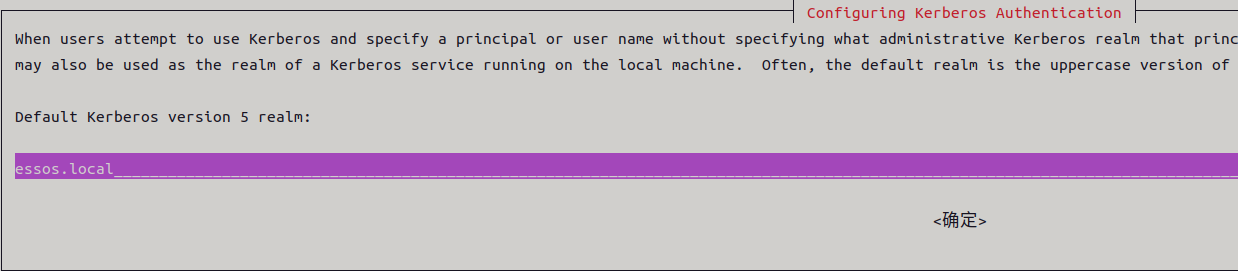 Configuring Kerberos Authentication
When users attempt to use Kerberos and specify a principal or user name without specifying what administrative Kerberos realm that
may also be used as the realm of a Kerberos service running on the local machine.  Often, the default realm is the uppercase version of
Default Kerberos version 5 realm:
essos.local
<确定>